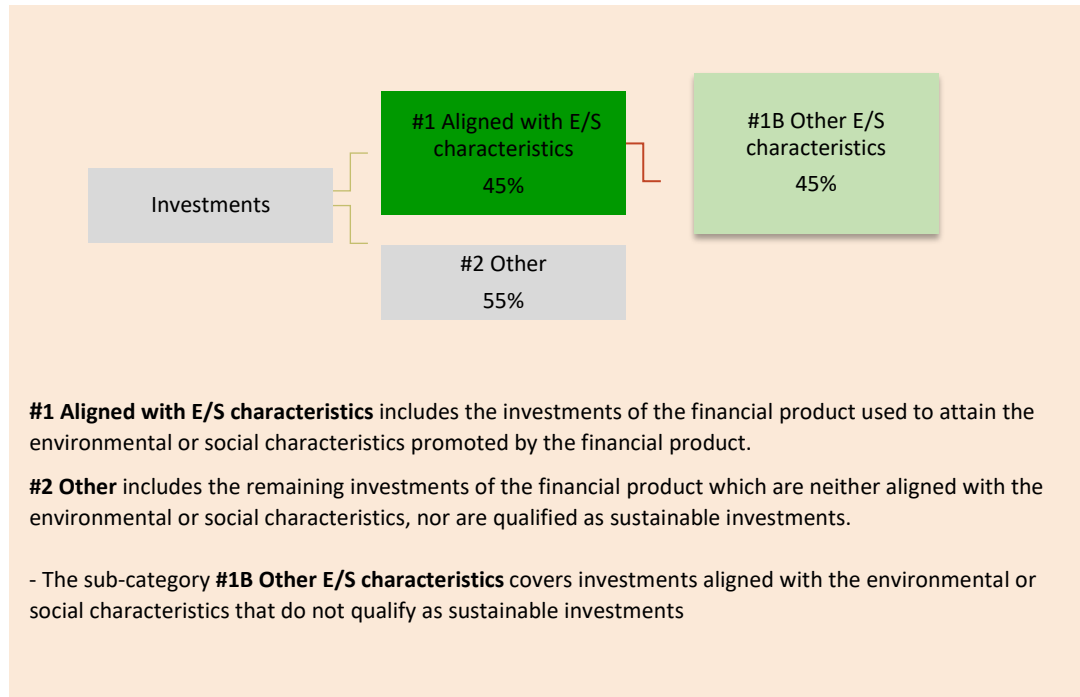 #1 Aligned with E/S
characteristics
45%
#1B Other E/S
characteristics
45%
Investments
#2 Other
55%
#1 Aligned with E/S characteristics includes the investments of the financial product used to attain the
environmental or social characteristics promoted by the financial product.
#2 Other includes the remaining investments of the financial product which are neither aligned with the
environmental or social characteristics, nor are qualified as sustainable investments.
- The sub-category #1B Other E/S characteristics covers investments aligned with the environmental or
social characteristics that do not qualify as sustainable investments